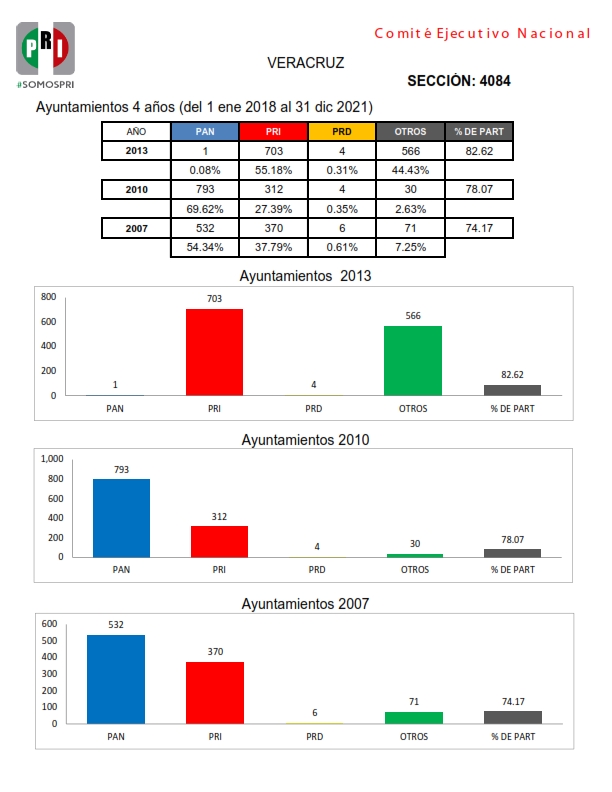 Comité Ejecutivo Nacional
PRI
#SOMOSPRI
VERACRUZ
SECCIÓN: 4084
Ayuntamientos 4 años (del 1 ene 2018 al 31 dic 2021)
AÑO PAN PRI PRD OTROS % DE PART
2013 1 703 4 566 82.62
0.08% 55.18% 0.31% 44.43%
2010 793 312 4 30 78.07
69.62% 27.39% 0.35% 2.63%
2007 532 370 6 71 74.17
54.34% 37.79% 0.61% 7.25%
Ayuntamientos 2013
800
600
400
200
0
1 703 4 566 82.62
PAN PRI PRD OTROS % DE PART
Ayuntamientos 2010
1,000
800
600
400
200
0
793 312 4 30 78.07
PAN PRI PRD OTROS % DE PART
Ayuntamientos 2007
600
500
400
300
200
100
0
532 370 6 71 74.17
PAN PRI PRD OTROS % DE PART